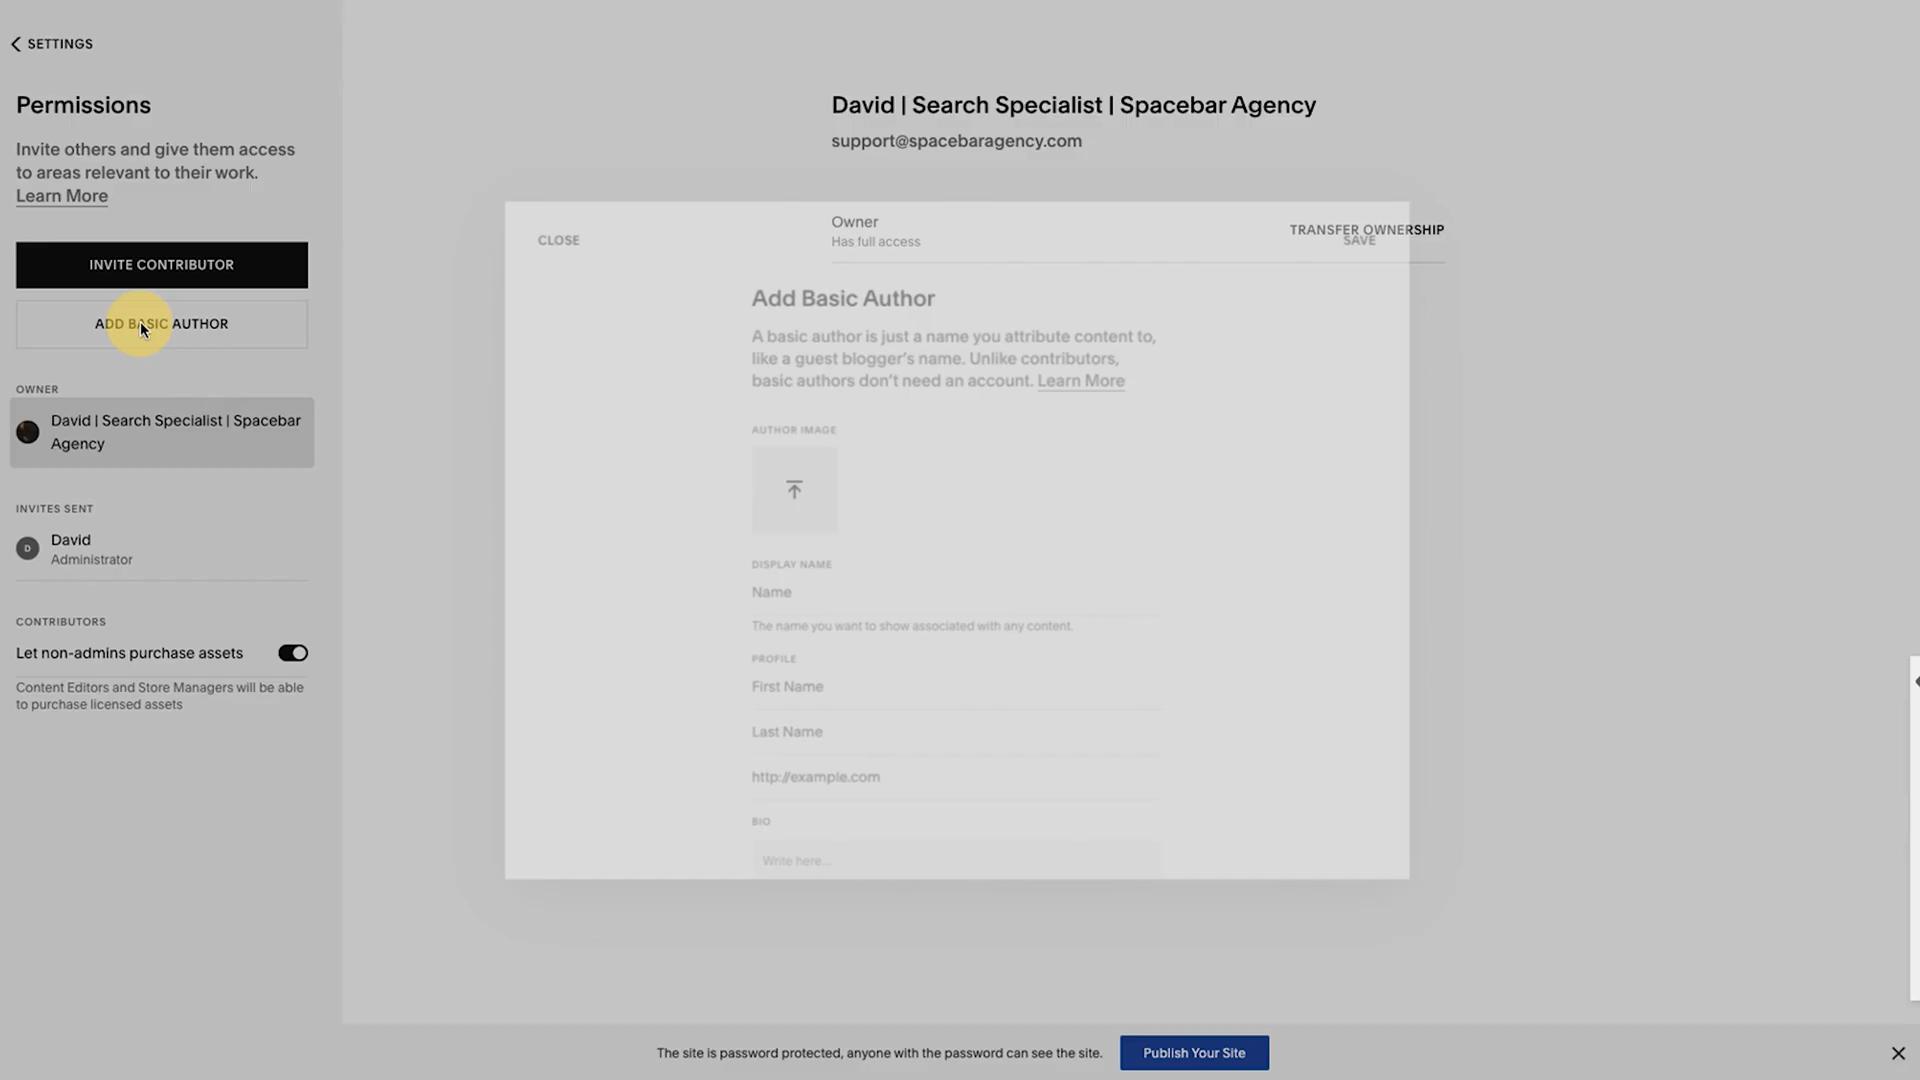 SETTINGS
Permissions
Invite others and give them access
to areas relevant to their work.
Learn More
INVITE CONTRIBUTOR
ADD BASIC AUTHOR
OWNER
David | Search Specialist | Spacebar
Agency
INVITES SENT
D
David
Administrator
CONTRIBUTORS
Let non-admins purchase assets
Content Editors and Store Managers will be able
to purchase licensed assets
David | Search Specialist | Spacebar Agency
support@spacebaragency.com
Owner
Has full access
TRANSFER OWNERSHIP
CLOSE
SAVE
Add Basic Author
A basic author is just a name you attribute content to,
like a guest blogger’s name. Unlike contributors,
basic authors don’t need an account. Learn More
AUTHOR IMAGE
DISPLAY NAME
Name
The name you want to show associated with any content.
PROFILE
First Name
Last Name
http://example.com
BIO
Write here...
The site is password protected, anyone with the password can see the site.
Publish Your Site